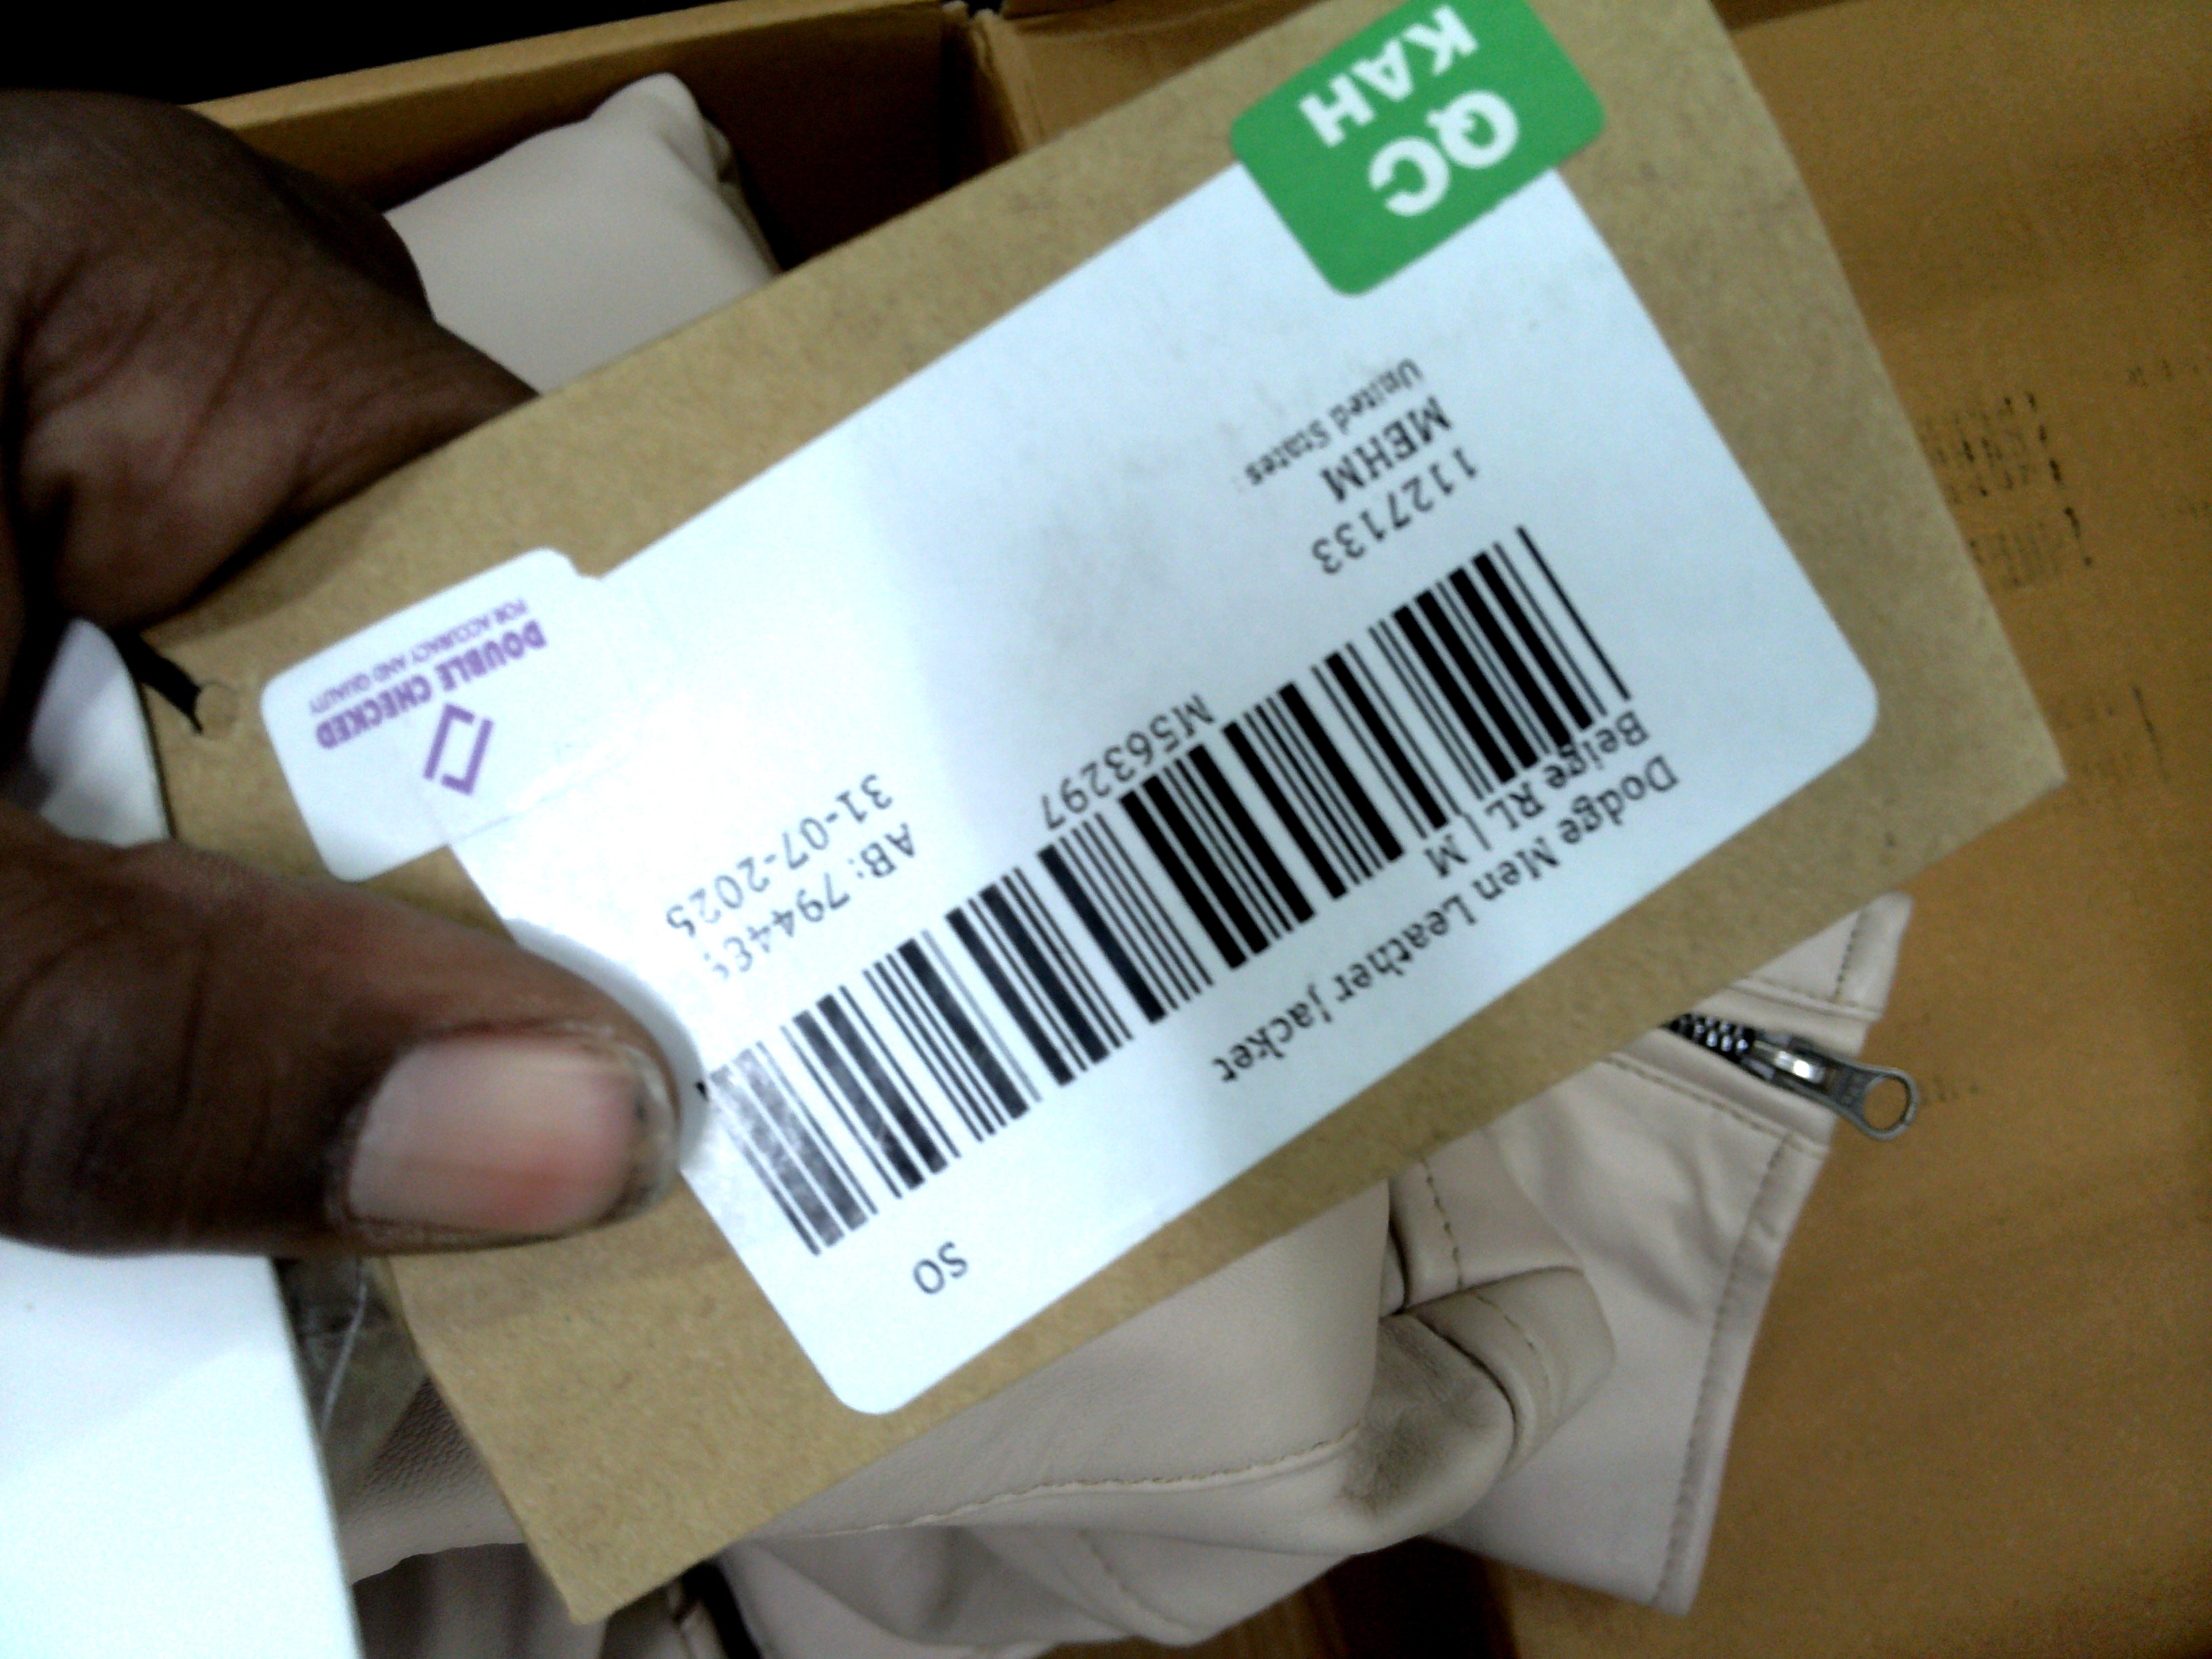 SO
Dodge Men Leather Jacket
Beige RL | M
M563297
1127133
MEHM
United States
31-07-2025
DOUBLE CHECKED
FOR ACCURACY AND QUALITY
QC
KAH